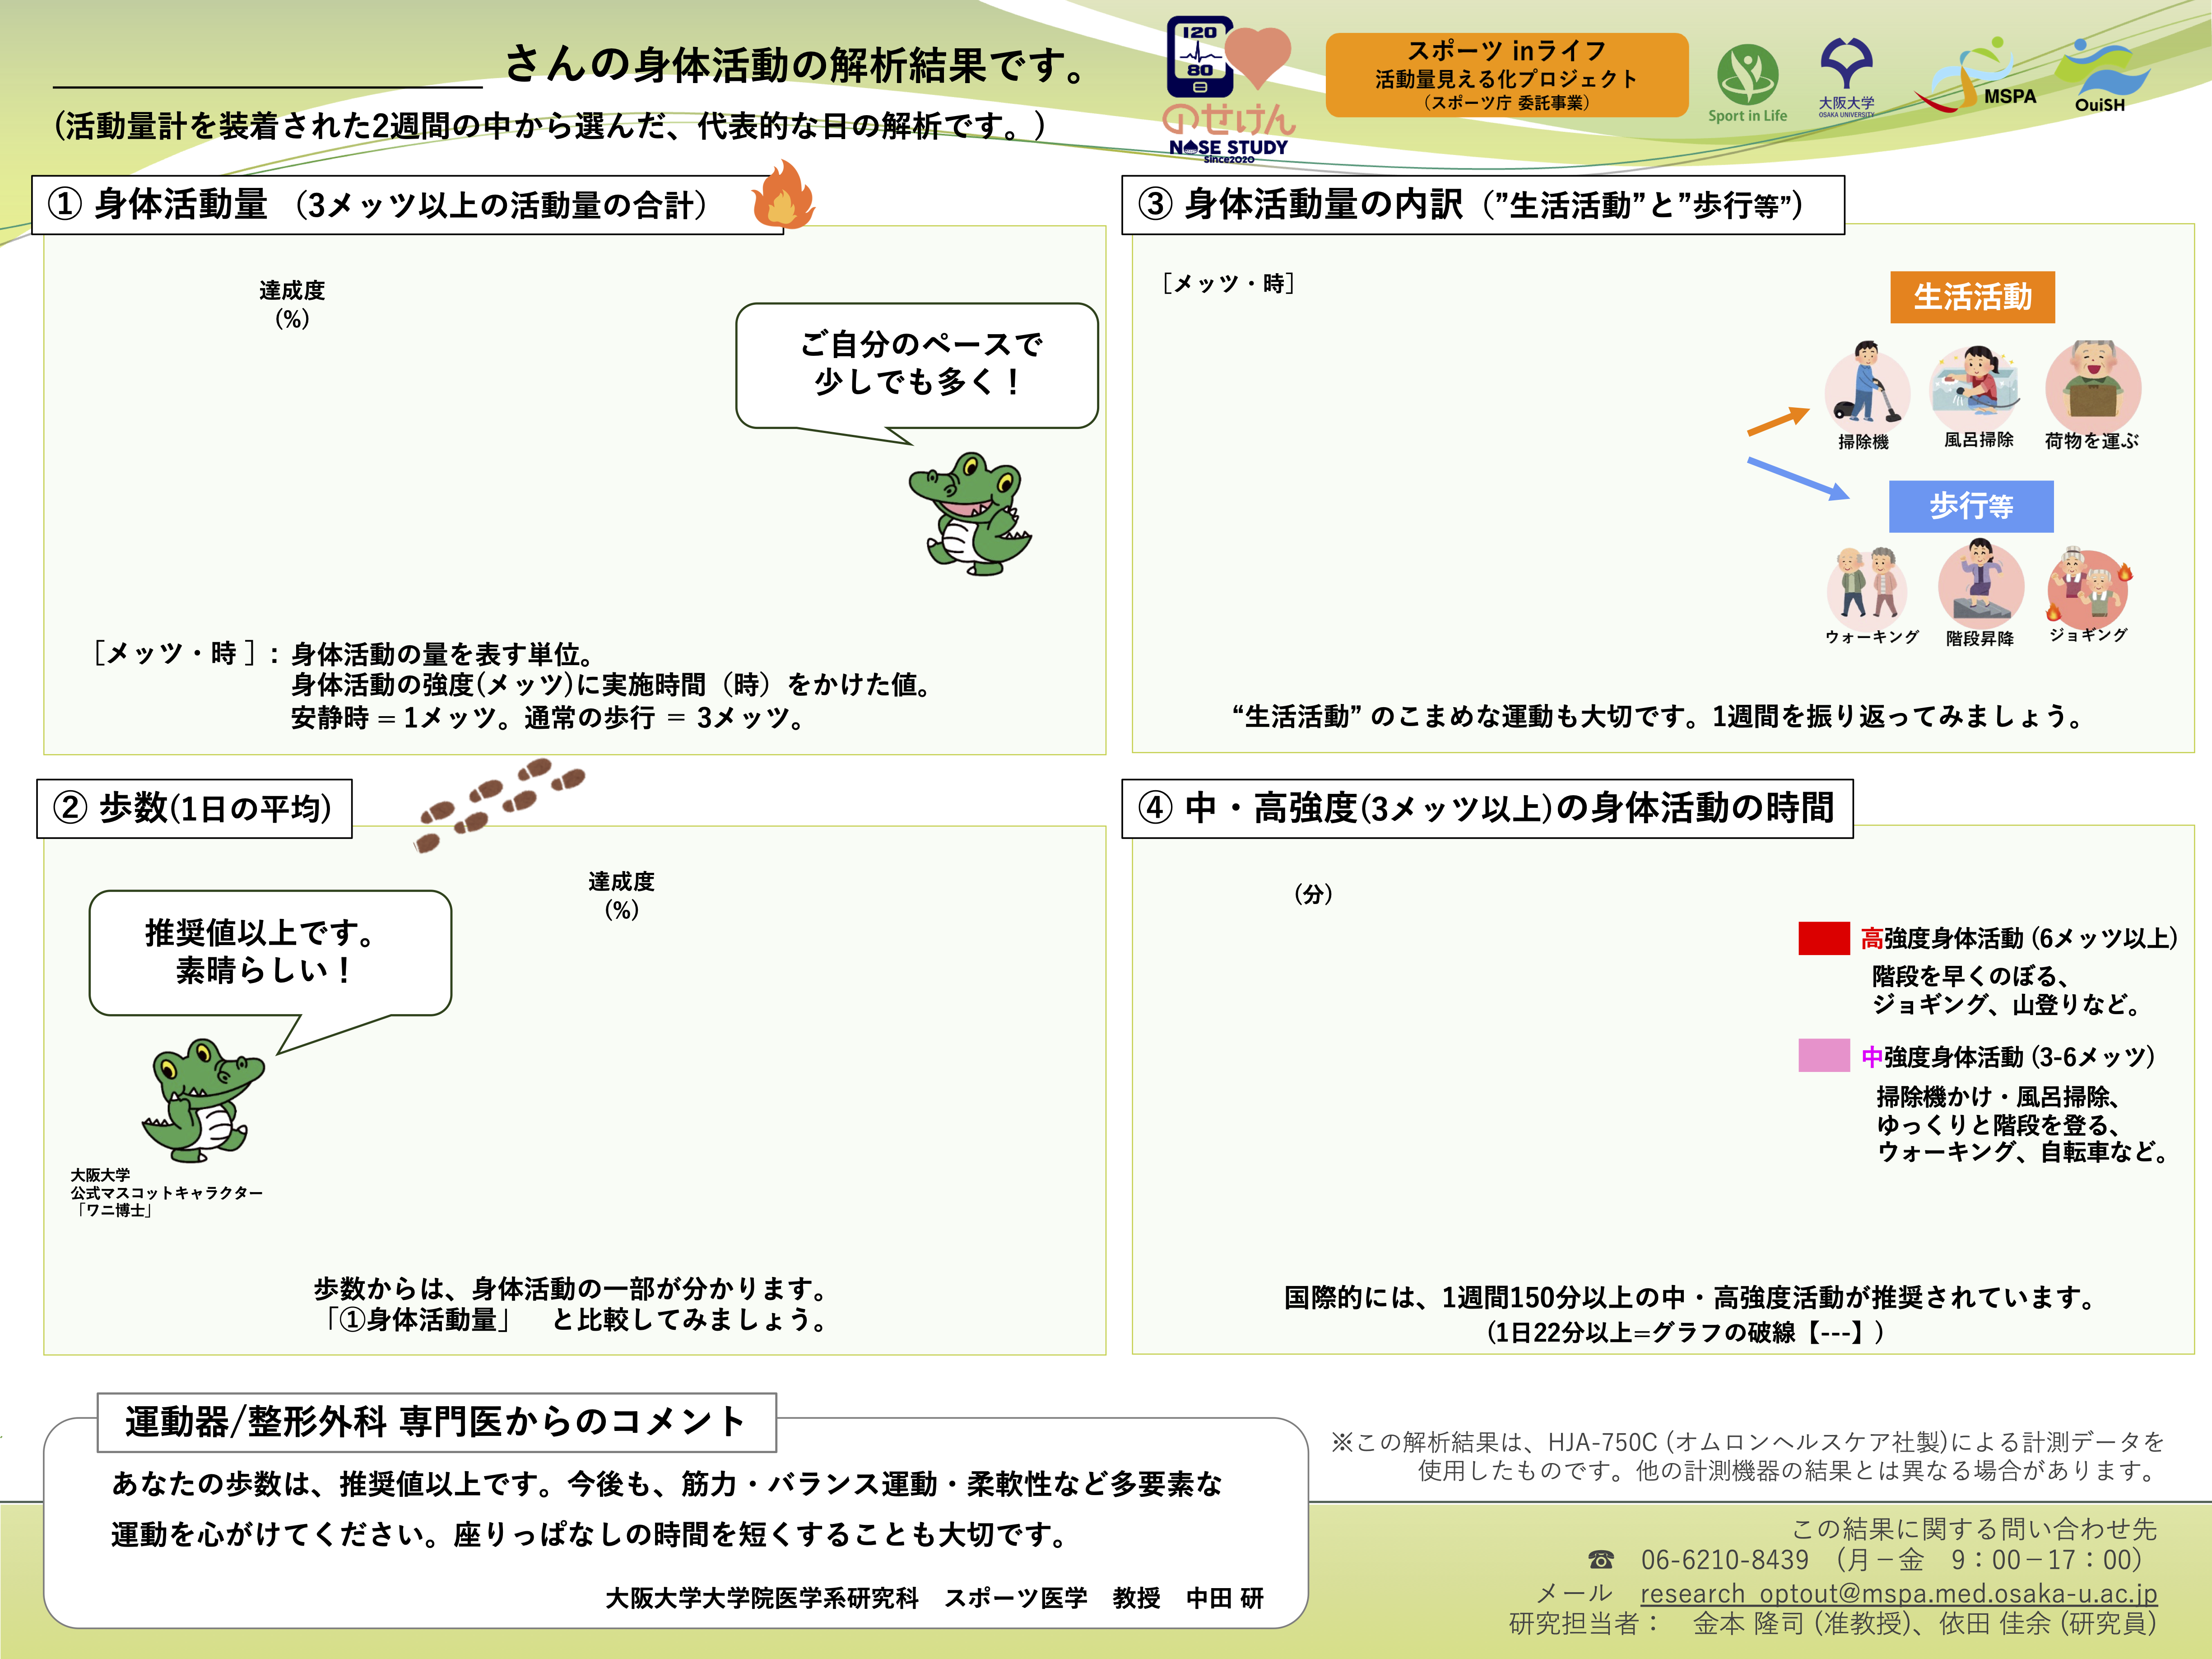 さんの身体活動の解析結果です。
(活動量計を装着された2週間の中から選んだ、代表的な日の解析です。)
120
80
のせけん
NOSE STUDY
Since2020
スポーツ inライフ
活動量見える化プロジェクト
(スポーツ庁 委託事業)
Sport in Life
大阪大学
OSAKA UNIVERSITY
MSPA
OuiSH
① 身体活動量 （3メッツ以上の活動量の合計）
達成度
(%)
ご自分のペースで
少しでも多く！
［メッツ・時 ］: 身体活動の量を表す単位。
身体活動の強度(メッツ)に実施時間（時）をかけた値。
安静時 = 1メッツ。通常の歩行 ＝ 3メッツ。
② 歩数(1日の平均)
達成度
(%)
推奨値以上です。
素晴らしい！
大阪大学
公式マスコットキャラクター
「ワニ博士」
歩数からは、身体活動の一部が分かります。
「①身体活動量」　と比較してみましょう。
③ 身体活動量の内訳（”生活活動”と”歩行等”）
［メッツ・時］
生活活動
掃除機
風呂掃除
荷物を運ぶ
歩行等
ウォーキング
階段昇降
ジョギング
“生活活動” のこまめな運動も大切です。1週間を振り返ってみましょう。
④ 中・高強度(3メッツ以上)の身体活動の時間
(分)
高強度身体活動 (6メッツ以上)
階段を早くのぼる、
ジョギング、山登りなど。
中強度身体活動 (3-6メッツ)
掃除機かけ・風呂掃除、
ゆっくりと階段を登る、
ウォーキング、自転車など。
国際的には、1週間150分以上の中・高強度活動が推奨されています。
(1日22分以上=グラフの破線【---】)
運動器/整形外科 専門医からのコメント
あなたの歩数は、推奨値以上です。今後も、筋力・バランス運動・柔軟性など多要素な
運動を心がけてください。座りっぱなしの時間を短くすることも大切です。
大阪大学大学院医学系研究科　スポーツ医学　教授　中田 研
※この解析結果は、HJA-750C (オムロンヘルスケア社製)による計測データを
使用したものです。他の計測機器の結果とは異なる場合があります。
この結果に関する問い合わせ先
☎　06-6210-8439 （月－金　9：00－17：00）
メール　research_optout@mspa.med.osaka-u.ac.jp
研究担当者：　金本 隆司 (准教授)、依田 佳余 (研究員)